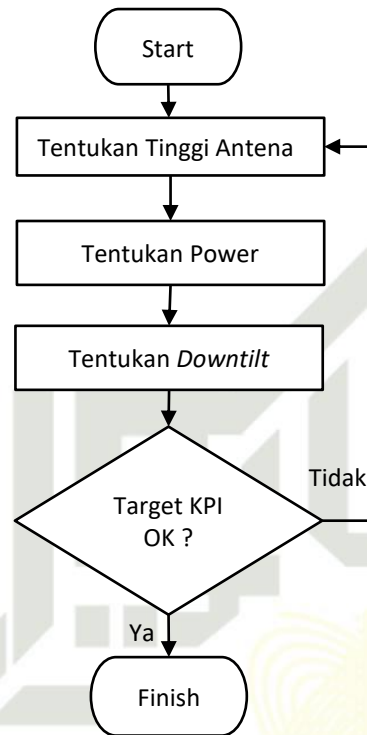 Start
Tentukan Tinggi Antena
Tentukan Power
Tentukan Downtilt
Target KPI
OK ?
Tidak
Ya
Finish